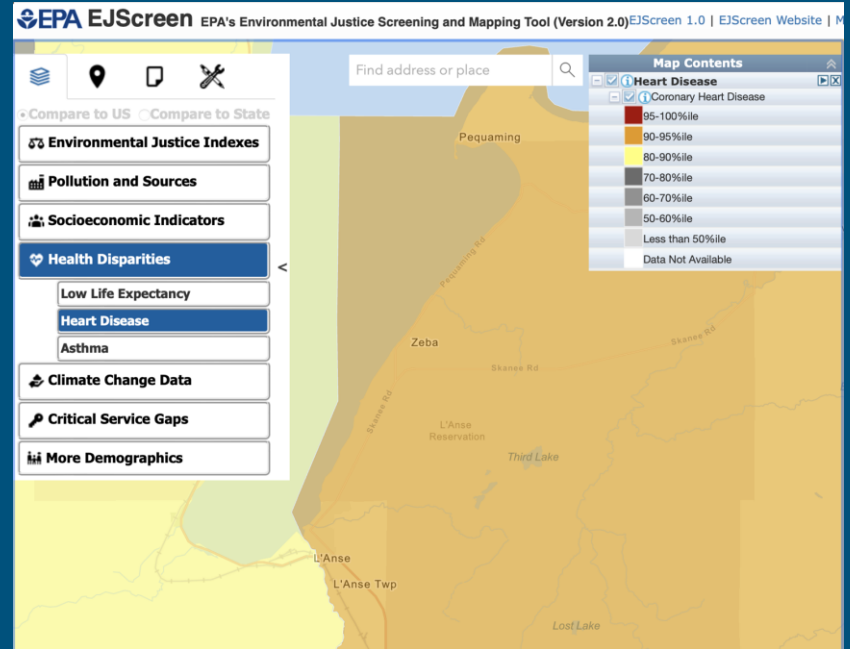 EPA EJScreen EPA's Environmental Justice Screening and Mapping Tool (Version 2.0) EJScreen 1.0 | EJScreen Website |
Find address or place
Compare to US Compare to State
Environmental Justice Indexes
Pollution and Sources
Socioeconomic Indicators
Health Disparities
<
Low Life Expectancy
Heart Disease
Asthma
Climate Change Data
Critical Service Gaps
More Demographics
Map Contents
Heart Disease
Coronary Heart Disease
95-100%ile
90-95%ile
80-90%ile
70-80%ile
60-70%ile
50-60%ile
Less than 50%ile
Data Not Available
Pequaming
Pequaming Rd
Zeba
Skanee Rd
Skanee Rd
Skanee Rd
L'Anse
Reservation
Third Lake
L'Anse
L'Anse Twp
Lost Lake